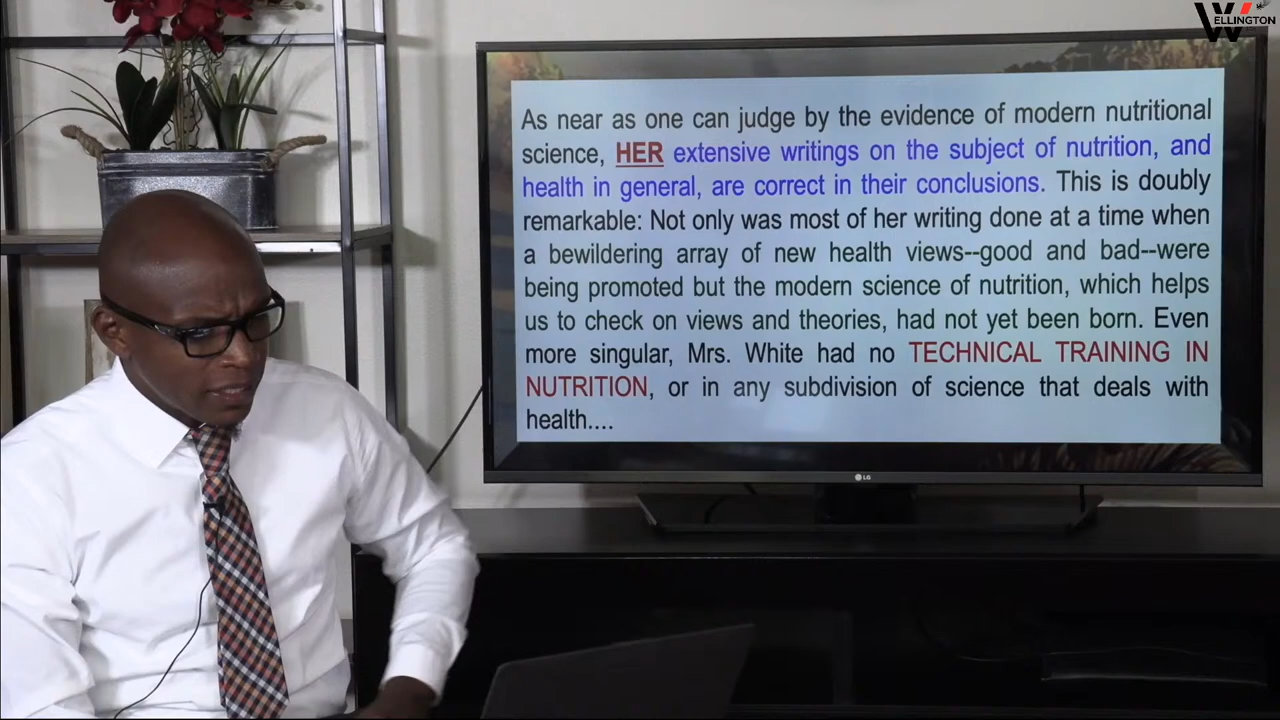 WELLINGTON
As near as one can judge by the evidence of modern nutritional
science, HER extensive writings on the subject of nutrition, and
health in general, are correct in their conclusions. This is doubly
remarkable: Not only was most of her writing done at a time when
a bewildering array of new health views--good and bad--were
being promoted but the modern science of nutrition, which helps
us to check on views and theories, had not yet been born. Even
more singular, Mrs. White had no TECHNICAL TRAINING IN
NUTRITION, or in any subdivision of science that deals with
health....
LG